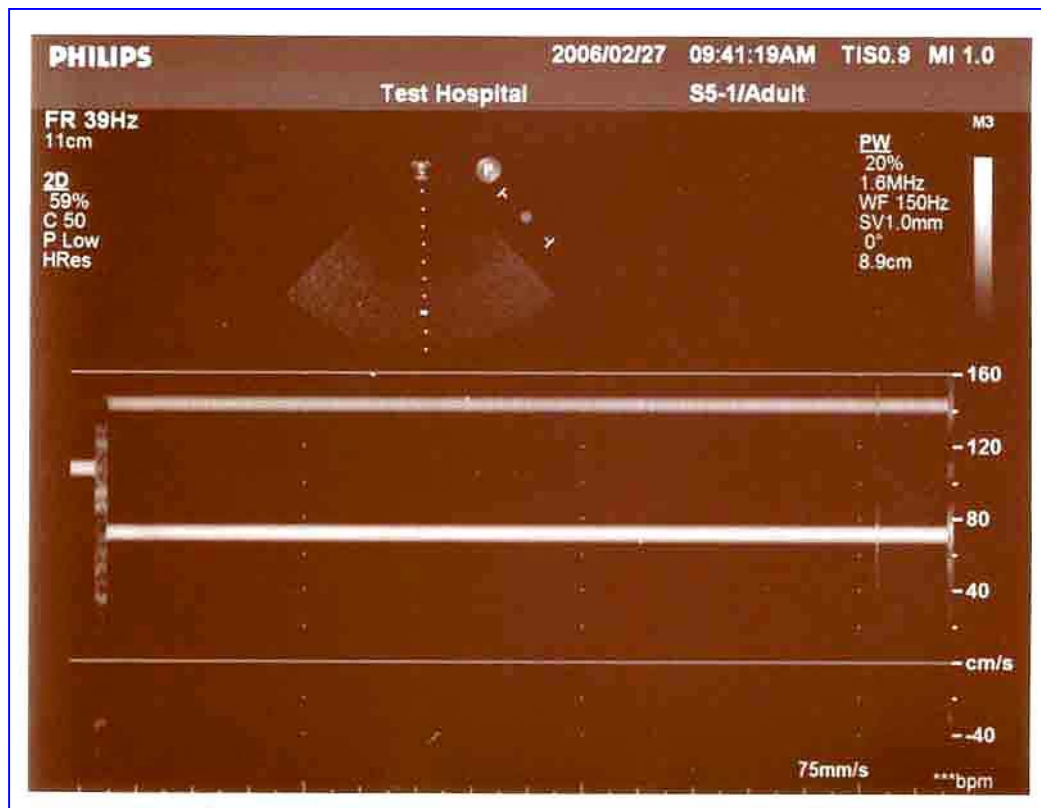 PHILIPS
2006/02/27 09:41:19AM TIS0.9 MI 1.0
Test Hospital S5-1/Adult
FR 39Hz
11cm
2D
59%
C 50
P Low
HRes
P
M3
PW
20%
1.6MHz
WF 150Hz
SV1.0mm
0°
8.9cm
160
120
80
40
cm/s
-40
75mm/s
***bpm